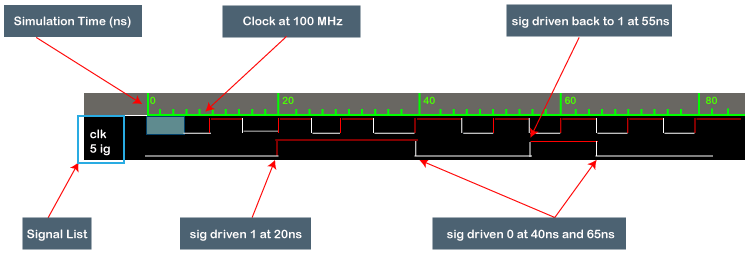 Simulation Time (ns)
Clock at 100 MHz
sig driven back to 1 at 55ns
0 20 40 60 80
clk
5 ig
Signal List
sig driven 1 at 20ns
sig driven 0 at 40ns and 65ns